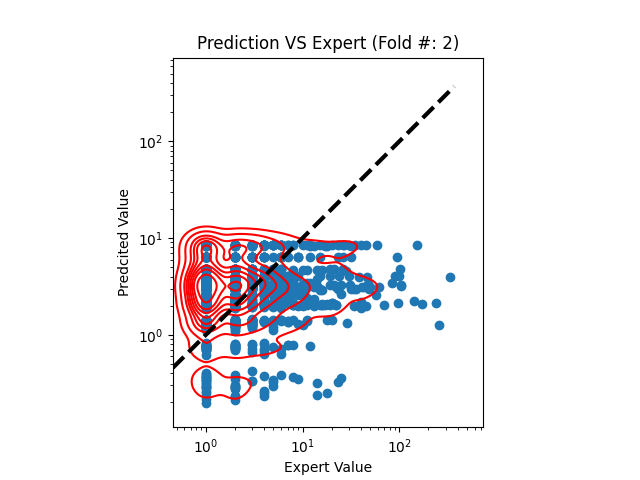 Prediction VS Expert (Fold #: 2)
Predcited Value
10²
10¹
10⁰
10⁰ 10¹ 10²
Expert Value